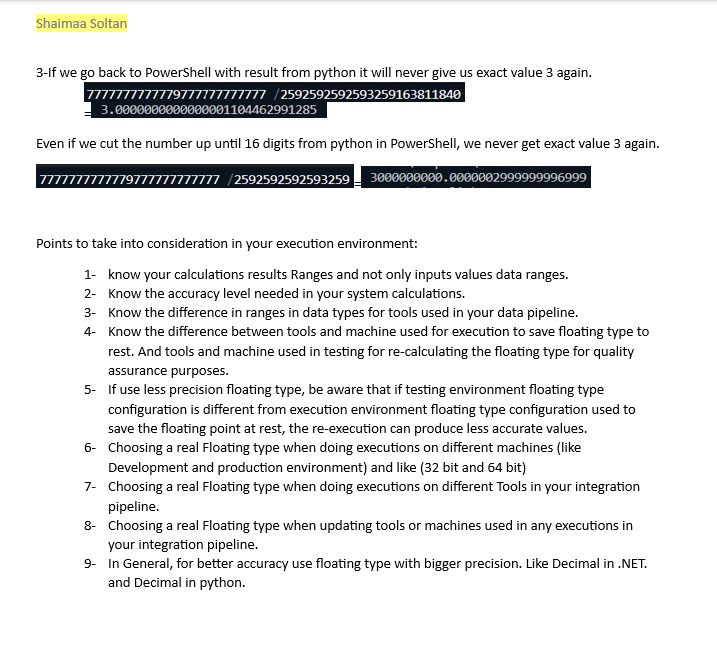 Shaimaa Soltan
3-If we go back to PowerShell with result from python it will never give us exact value 3 again.
7777777777779777777777777 /2592592592593259163811840
= 3.0000000000000001104462991285
Even if we cut the number up until 16 digits from python in PowerShell, we never get exact value 3 again.
7777777777779777777777777 /2592592592593259 = 3000000000.0000002999999996999
Points to take into consideration in your execution environment:
1- know your calculations results Ranges and not only inputs values data ranges.
2- Know the accuracy level needed in your system calculations.
3- Know the difference in ranges in data types for tools used in your data pipeline.
4- Know the difference between tools and machine used for execution to save floating type to
rest. And tools and machine used in testing for re-calculating the floating type for quality
assurance purposes.
5- If use less precision floating type, be aware that if testing environment floating type
configuration is different from execution environment floating type configuration used to
save the floating point at rest, the re-execution can produce less accurate values.
6- Choosing a real Floating type when doing executions on different machines (like
Development and production environment) and like (32 bit and 64 bit)
7- Choosing a real Floating type when doing executions on different Tools in your integration
pipeline.
8- Choosing a real Floating type when updating tools or machines used in any executions in
your integration pipeline.
9- In General, for better accuracy use floating type with bigger precision. Like Decimal in .NET.
and Decimal in python.